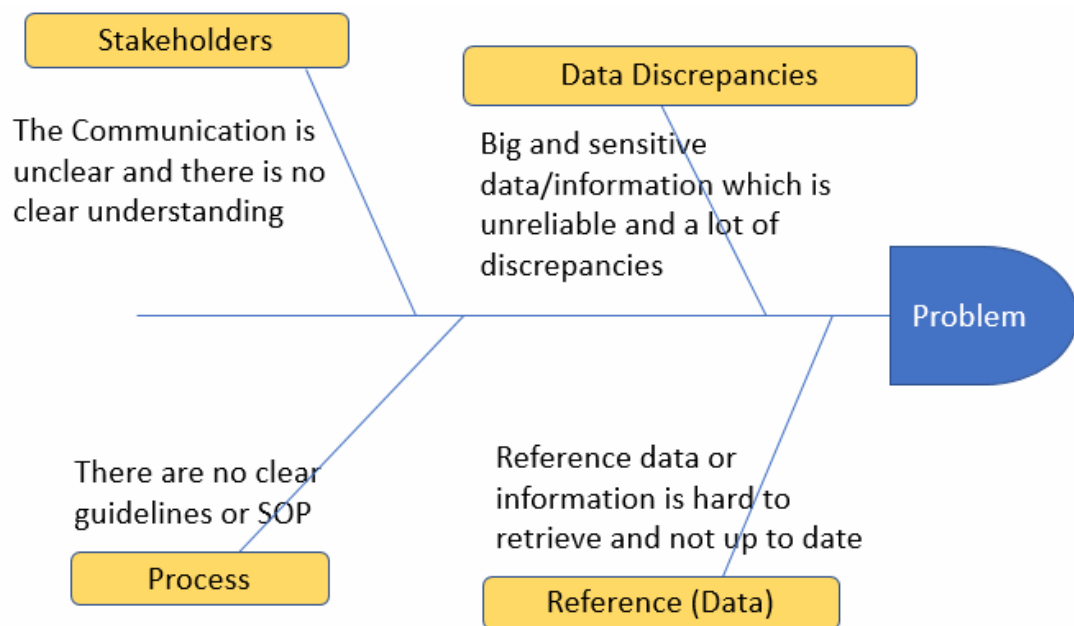 Stakeholders
The Communication is
unclear and there is no
clear understanding
Data Discrepancies
Big and sensitive
data/information which is
unreliable and a lot of
discrepancies
Problem
There are no clear
guidelines or SOP
Process
Reference data or
information is hard to
retrieve and not up to date
Reference (Data)